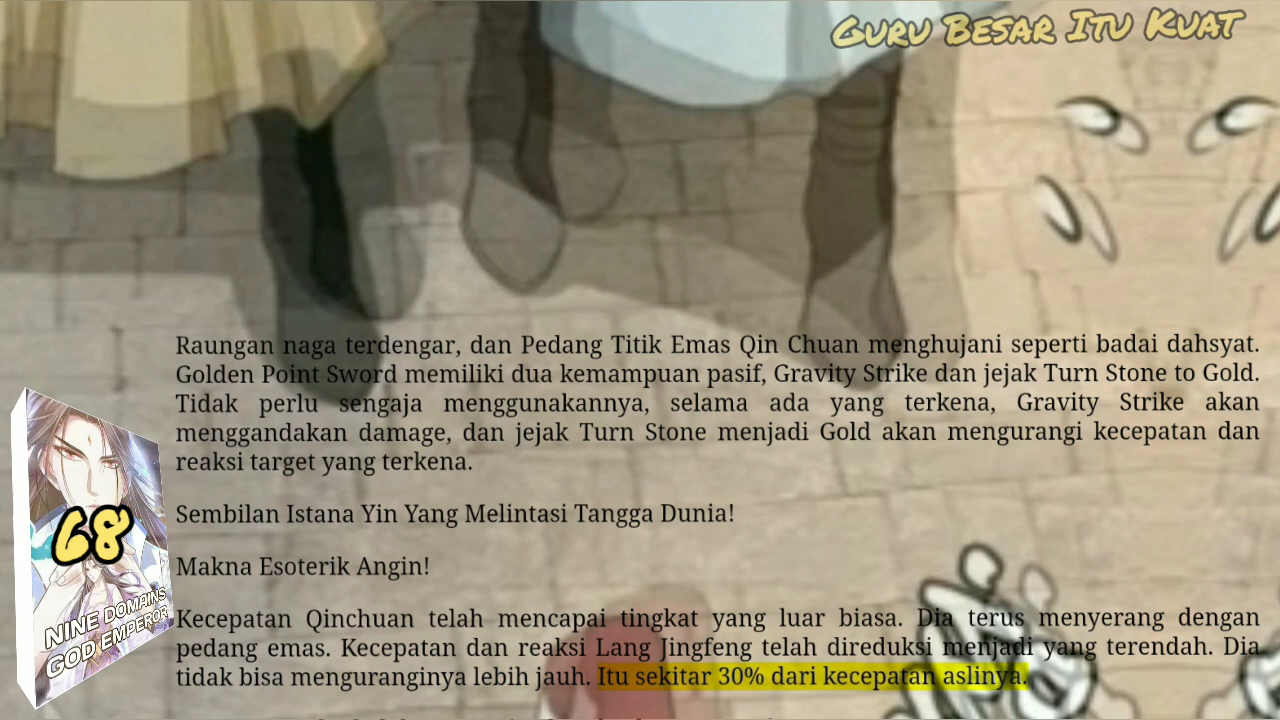 Guru Besar Itu Kuat
Raungan naga terdengar, dan Pedang Titik Emas Qin Chuan menghujani seperti badai dahsyat.
Golden Point Sword memiliki dua kemampuan pasif, Gravity Strike dan jejak Turn Stone to Gold.
Tidak perlu sengaja menggunakannya, selama ada yang terkena, Gravity Strike akan
menggandakan damage, dan jejak Turn Stone menjadi Gold akan mengurangi kecepatan dan
reaksi target yang terkena.
Sembilan Istana Yin Yang Melintasi Tangga Dunia!
Makna Esoterik Angin!
Kecepatan Qinchuan telah mencapai tingkat yang luar biasa. Dia terus menyerang dengan
pedang emas. Kecepatan dan reaksi Lang Jingfeng telah direduksi menjadi yang terendah. Dia
tidak bisa menguranginya lebih jauh. Itu sekitar 30% dari kecepatan aslinya.
68
NINE DOMAINS
GOD EMPEROR